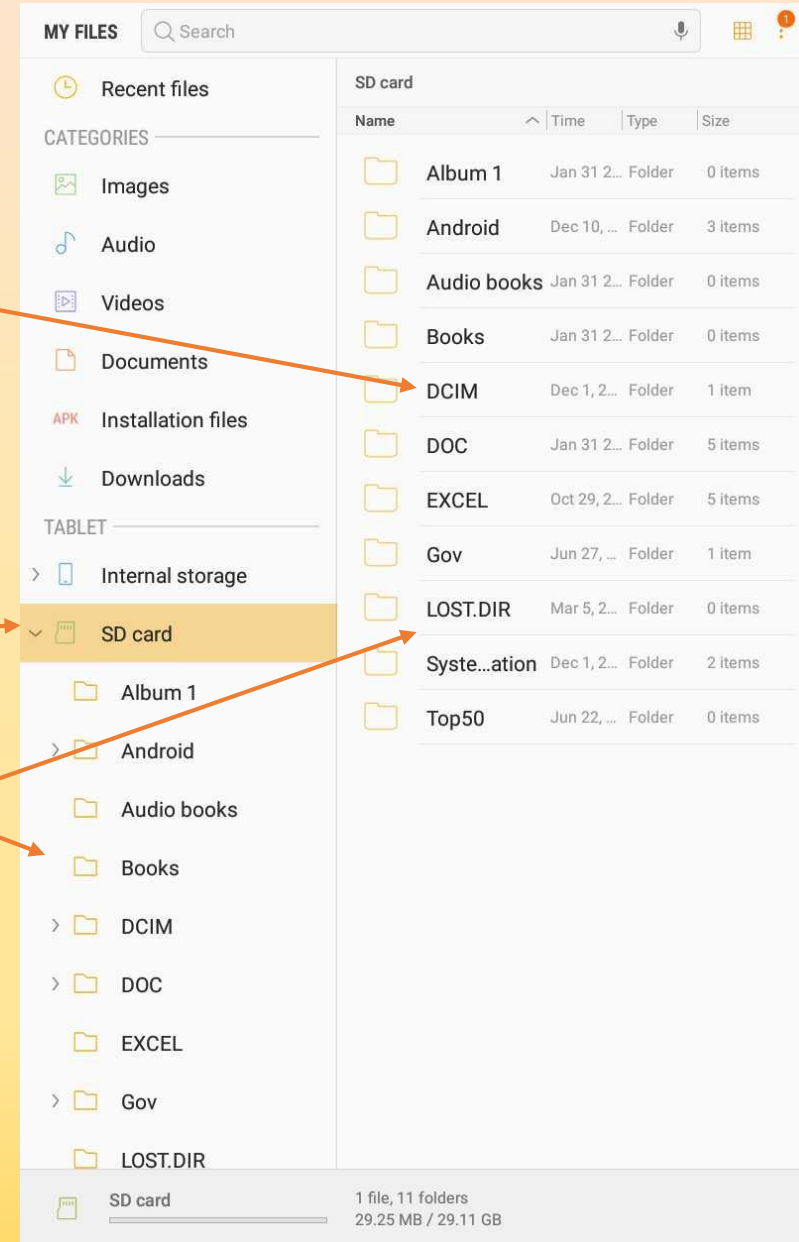 MY FILES Search 1
Recent files
CATEGORIES
Images
Audio
Videos
Documents
APK Installation files
Downloads
TABLET
Internal storage
SD card
Album 1
Android
Audio books
Books
DCIM
DOC
EXCEL
Gov
LOST.DIR
SD card
SD card
Name Time Type Size
Album 1 Jan 31 2... Folder 0 items
Android Dec 10, ... Folder 3 items
Audio books Jan 31 2... Folder 0 items
Books Jan 31 2... Folder 0 items
DCIM Dec 1, 2... Folder 1 item
DOC Jan 31 2... Folder 5 items
EXCEL Oct 29, 2... Folder 5 items
Gov Jun 27, ... Folder 1 item
LOST.DIR Mar 5, 2... Folder 0 items
Syste...ation Dec 1, 2... Folder 2 items
Top50 Jun 22, ... Folder 0 items
1 file, 11 folders
29.25 MB / 29.11 GB